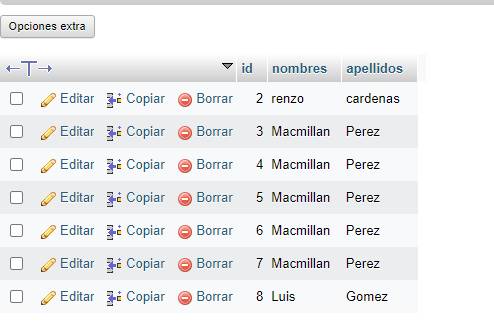 Opciones extra
←T→ id nombres apellidos
Editar Copiar Borrar 2 renzo cardenas
Editar Copiar Borrar 3 Macmillan Perez
Editar Copiar Borrar 4 Macmillan Perez
Editar Copiar Borrar 5 Macmillan Perez
Editar Copiar Borrar 6 Macmillan Perez
Editar Copiar Borrar 7 Macmillan Perez
Editar Copiar Borrar 8 Luis Gomez